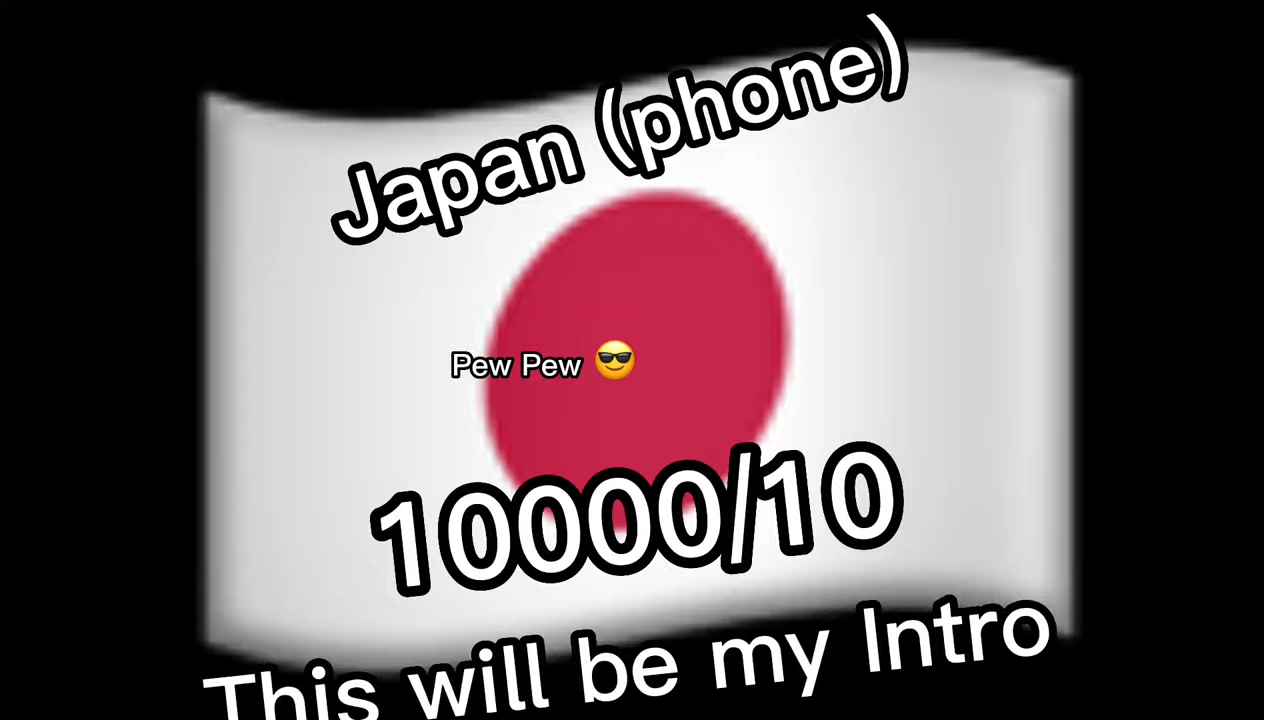 Japan (phone)
Pew Pew 😎
10000/10
This will be my Intro